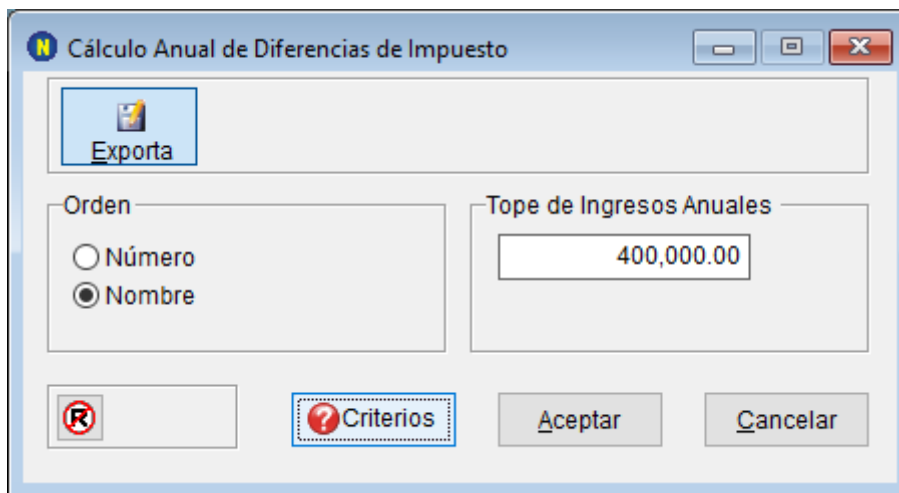 N Cálculo Anual de Diferencias de Impuesto
Exporta
Orden
Número
Nombre
Tope de Ingresos Anuales
400,000.00
R
?Criterios
Aceptar
Cancelar